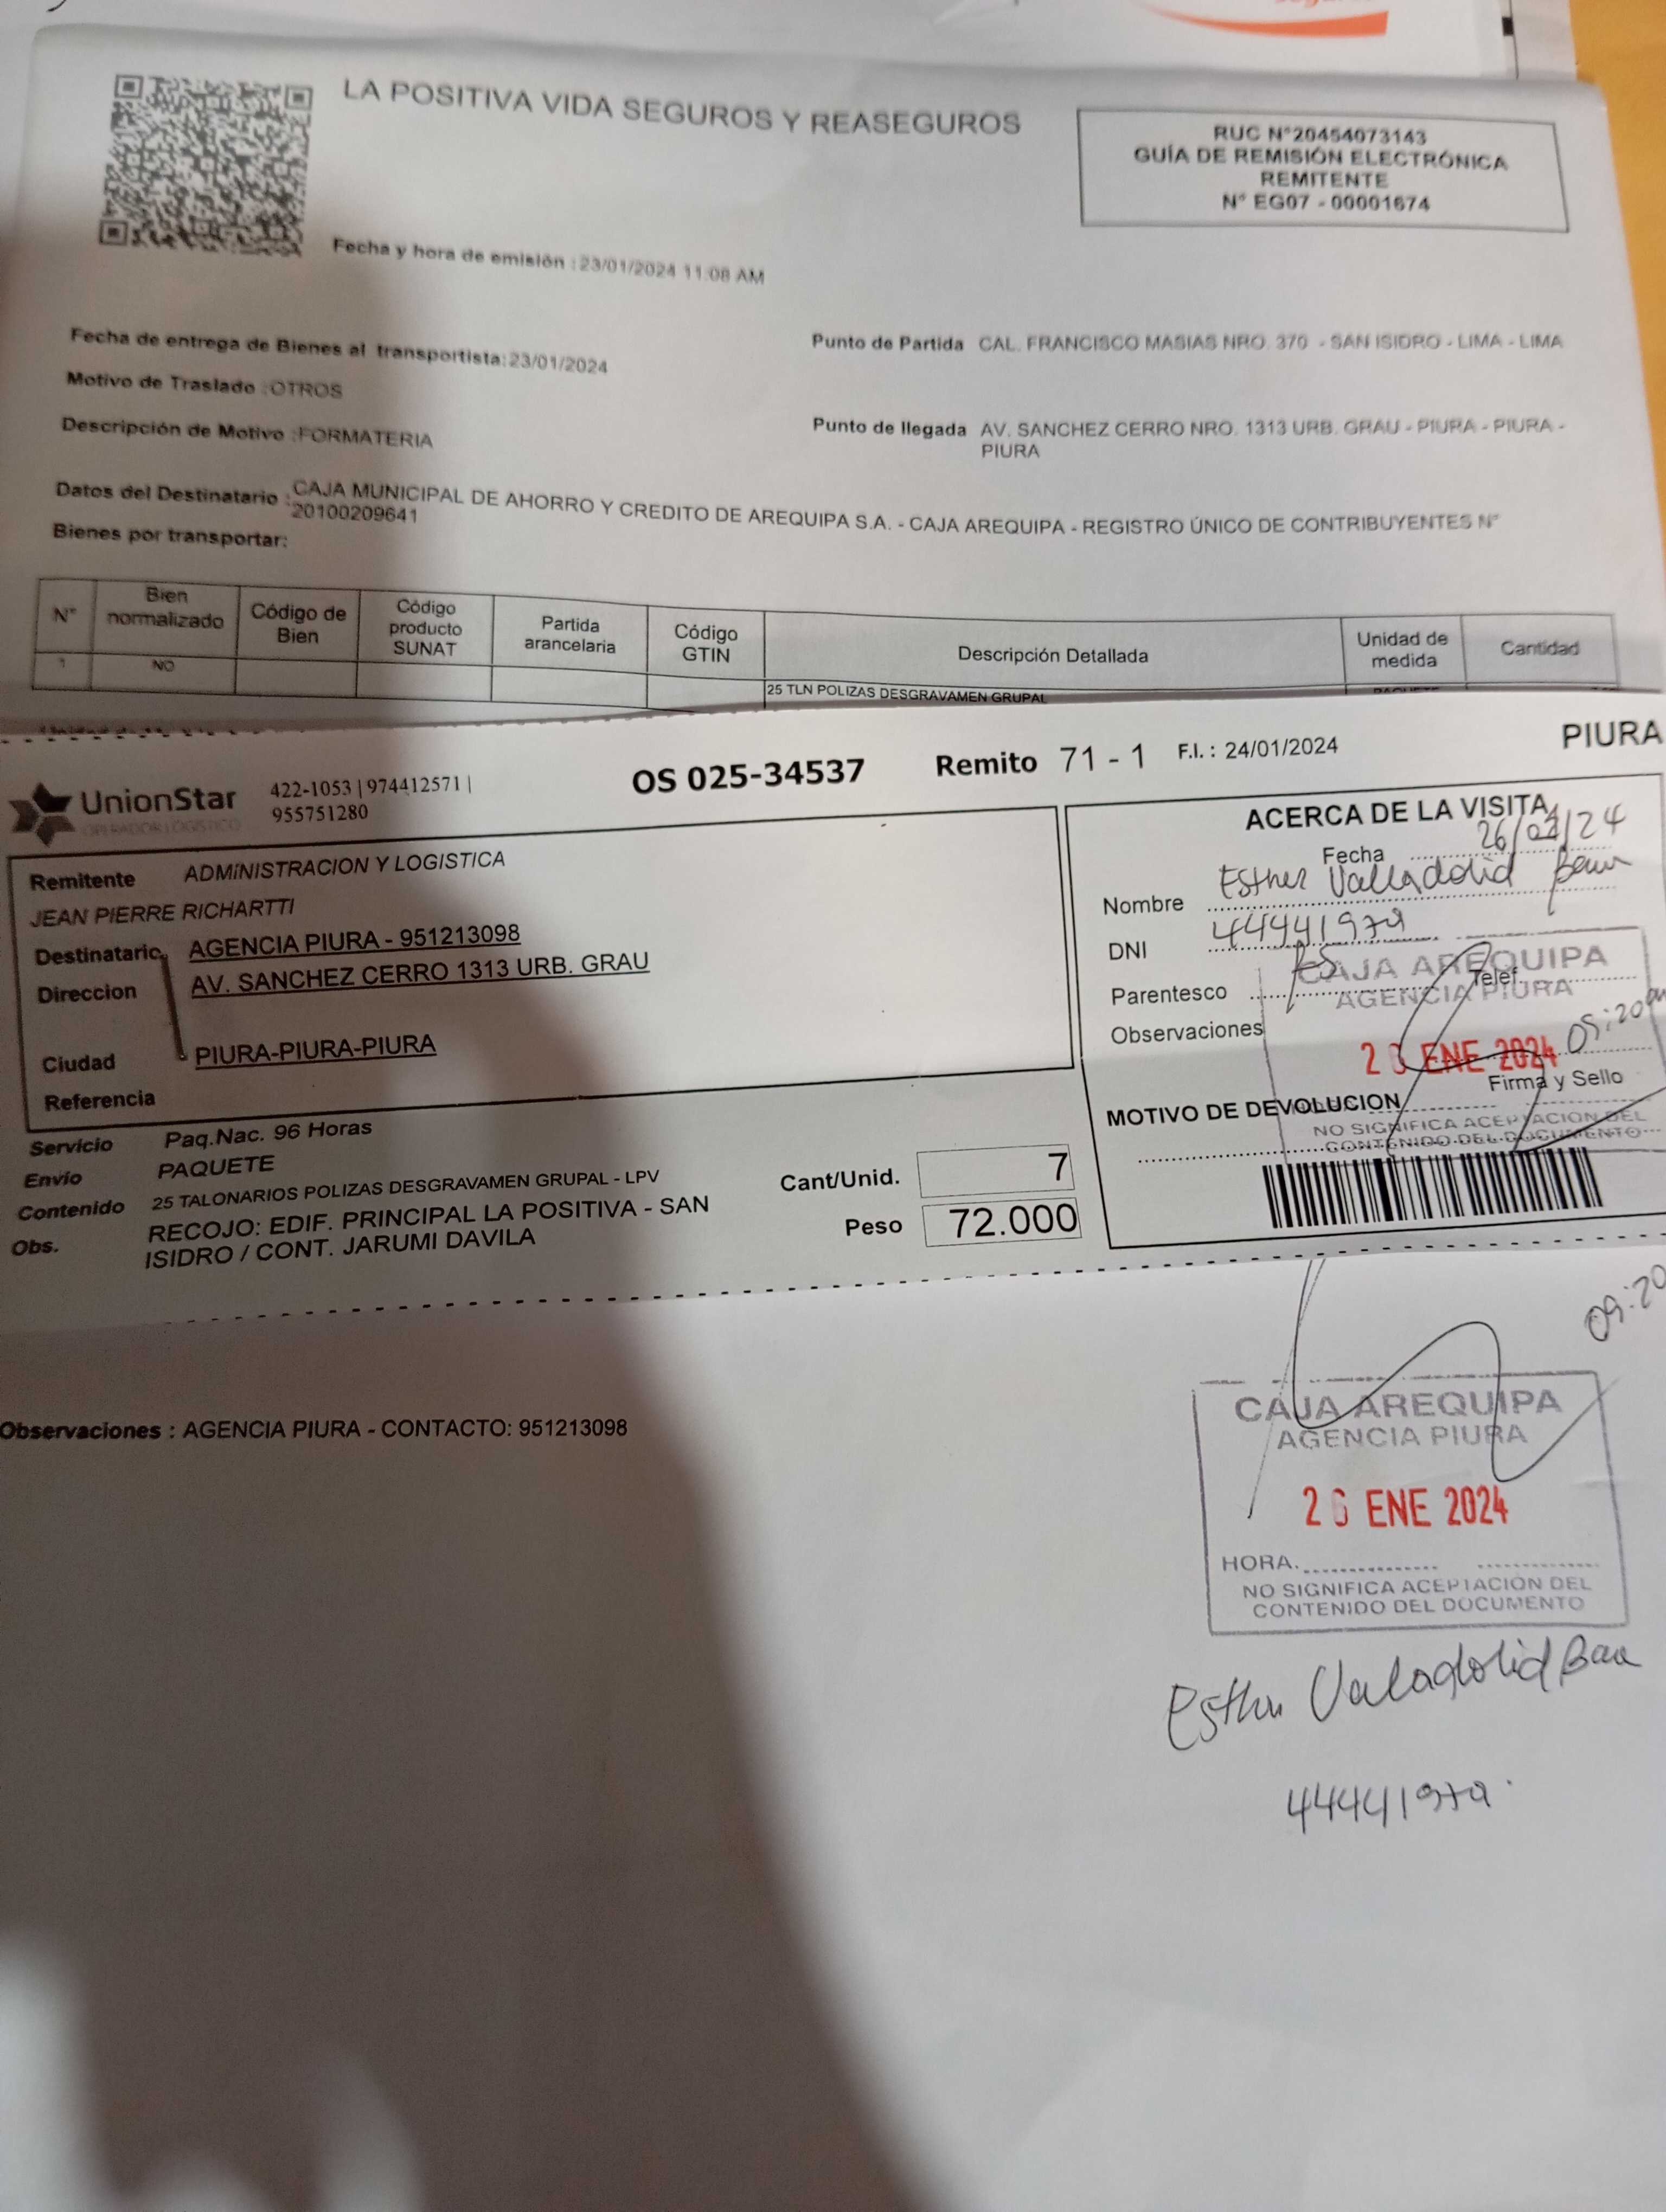 LA POSITIVA VIDA SEGUROS Y REASEGUROS
RUC N°20454073143
GUÍA DE REMISIÓN ELECTRÓNICA
REMITENTE
N° EG07 - 00001674
Fecha y hora de emisión : 23/01/2024 11:08 AM
Fecha de entrega de Bienes al transportista: 23/01/2024
Punto de Partida CAL. FRANCISCO MASIAS NRO. 370 - SAN ISIDRO - LIMA - LIMA
Motivo de Traslado :OTROS
Descripción de Motivo :FORMATERIA
Punto de llegada AV. SANCHEZ CERRO NRO. 1313 URB. GRAU - PIURA - PIURA -
PIURA
Datos del Destinatario : CAJA MUNICIPAL DE AHORRO Y CREDITO DE AREQUIPA S.A. - CAJA AREQUIPA - REGISTRO ÚNICO DE CONTRIBUYENTES N°
20100209641
Bienes por transportar:
N° Bien normalizado Código de Bien Código producto SUNAT Partida arancelaria Código GTIN Descripción Detallada Unidad de medida Cantidad
1 NO 25 TLN POLIZAS DESGRAVAMEN GRUPAL
UnionStar
OPERADOR LOGISTICO
422-1053 | 974412571 |
955751280
OS 025-34537
Remito 71 - 1
F.I. : 24/01/2024
PIURA
Remitente ADMINISTRACION Y LOGISTICA
JEAN PIERRE RICHARTTI
Destinatario AGENCIA PIURA - 951213098
Direccion AV. SANCHEZ CERRO 1313 URB. GRAU
Ciudad PIURA-PIURA-PIURA
Referencia
Servicio Paq.Nac. 96 Horas
Envío PAQUETE
Contenido 25 TALONARIOS POLIZAS DESGRAVAMEN GRUPAL - LPV
Obs. RECOJO: EDIF. PRINCIPAL LA POSITIVA - SAN
ISIDRO / CONT. JARUMI DAVILA
Cant/Unid. 7
Peso 72.000
ACERCA DE LA VISITA
Fecha 26/01/24
Nombre Esther Valladolid
DNI 44441979
Parentesco Telef.
CAJA AREQUIPA
AGENCIA PIURA
Observaciones
ENE 2024
Firma y Sello
MOTIVO DE DEVOLUCION
NO SIGNIFICA ACEPTACION DEL
CONTENIDO DEL DOCUMENTO
09:20
Observaciones : AGENCIA PIURA - CONTACTO: 951213098
CAJA AREQUIPA
AGENCIA PIURA
26 ENE 2024
HORA.
NO SIGNIFICA ACEPTACIÓN DEL
CONTENIDO DEL DOCUMENTO
Esther Valladolid
44441979